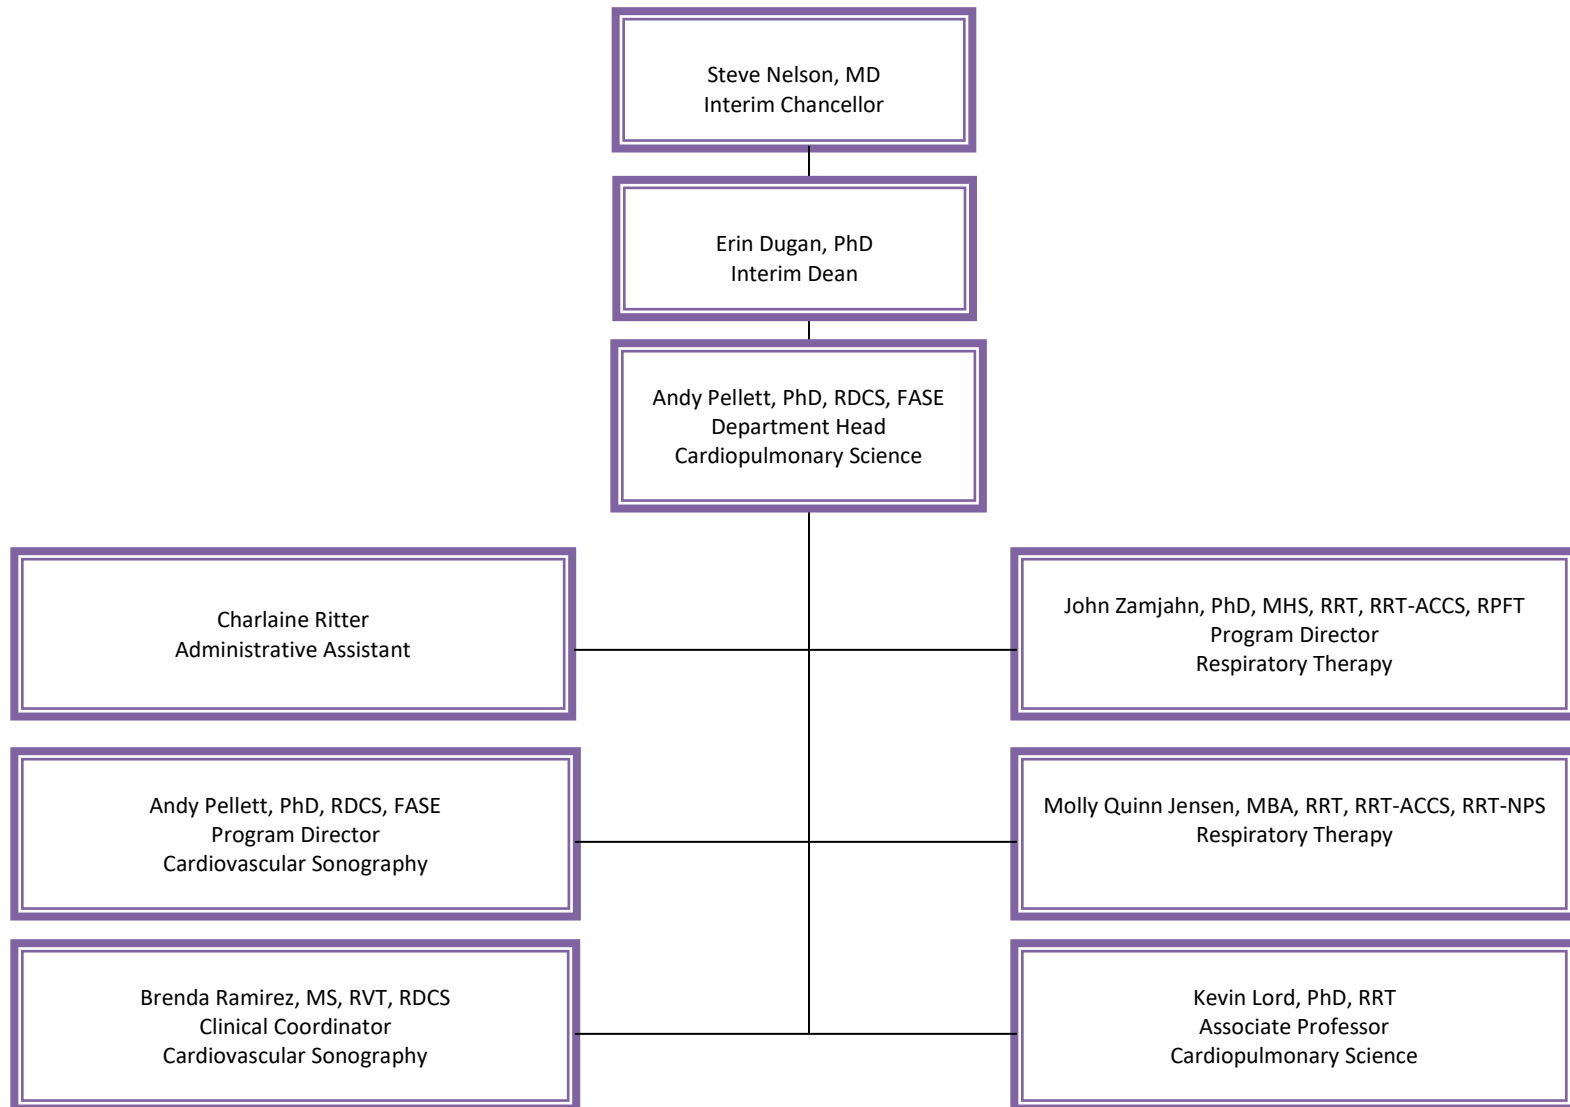 Steve Nelson, MD
Interim Chancellor
Erin Dugan, PhD
Interim Dean
Andy Pellett, PhD, RDCS, FASE
Department Head
Cardiopulmonary Science
Charlaine Ritter
Administrative Assistant
John Zamjahn, PhD, MHS, RRT, RRT-ACCS, RPFT
Program Director
Respiratory Therapy
Andy Pellett, PhD, RDCS, FASE
Program Director
Cardiovascular Sonography
Molly Quinn Jensen, MBA, RRT, RRT-ACCS, RRT-NPS
Respiratory Therapy
Brenda Ramirez, MS, RVT, RDCS
Clinical Coordinator
Cardiovascular Sonography
Kevin Lord, PhD, RRT
Associate Professor
Cardiopulmonary Science